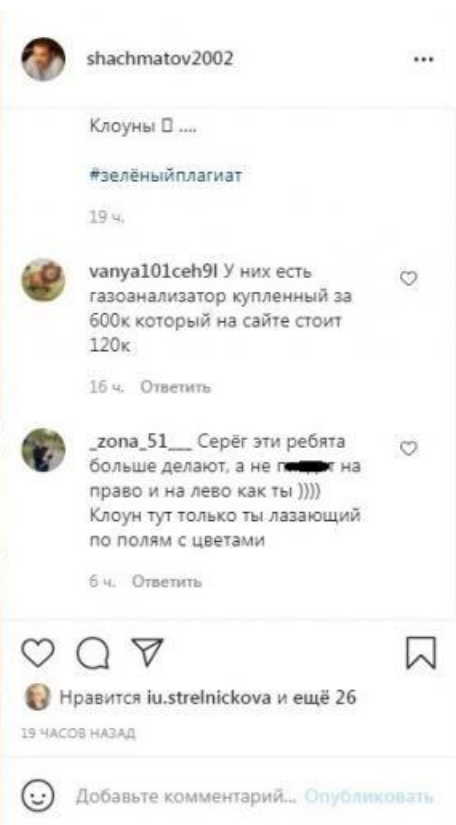 shachmatov2002
Клоуны ....
#зелёныйплагиат
19 ч.
vanya101ceh9l У них есть
газоанализатор купленный за
600к который на сайте стоит
120к
16 ч. Ответить
_zona_51___ Серёг эти ребята
больше делают, а не на
право и на лево как ты ))))
Клоун тут только ты лазающий
по полям с цветами
6 ч. Ответить
Нравится iu.strelnickova и ещё 26
19 ЧАСОВ НАЗАД
Добавьте комментарий... Опубликовать